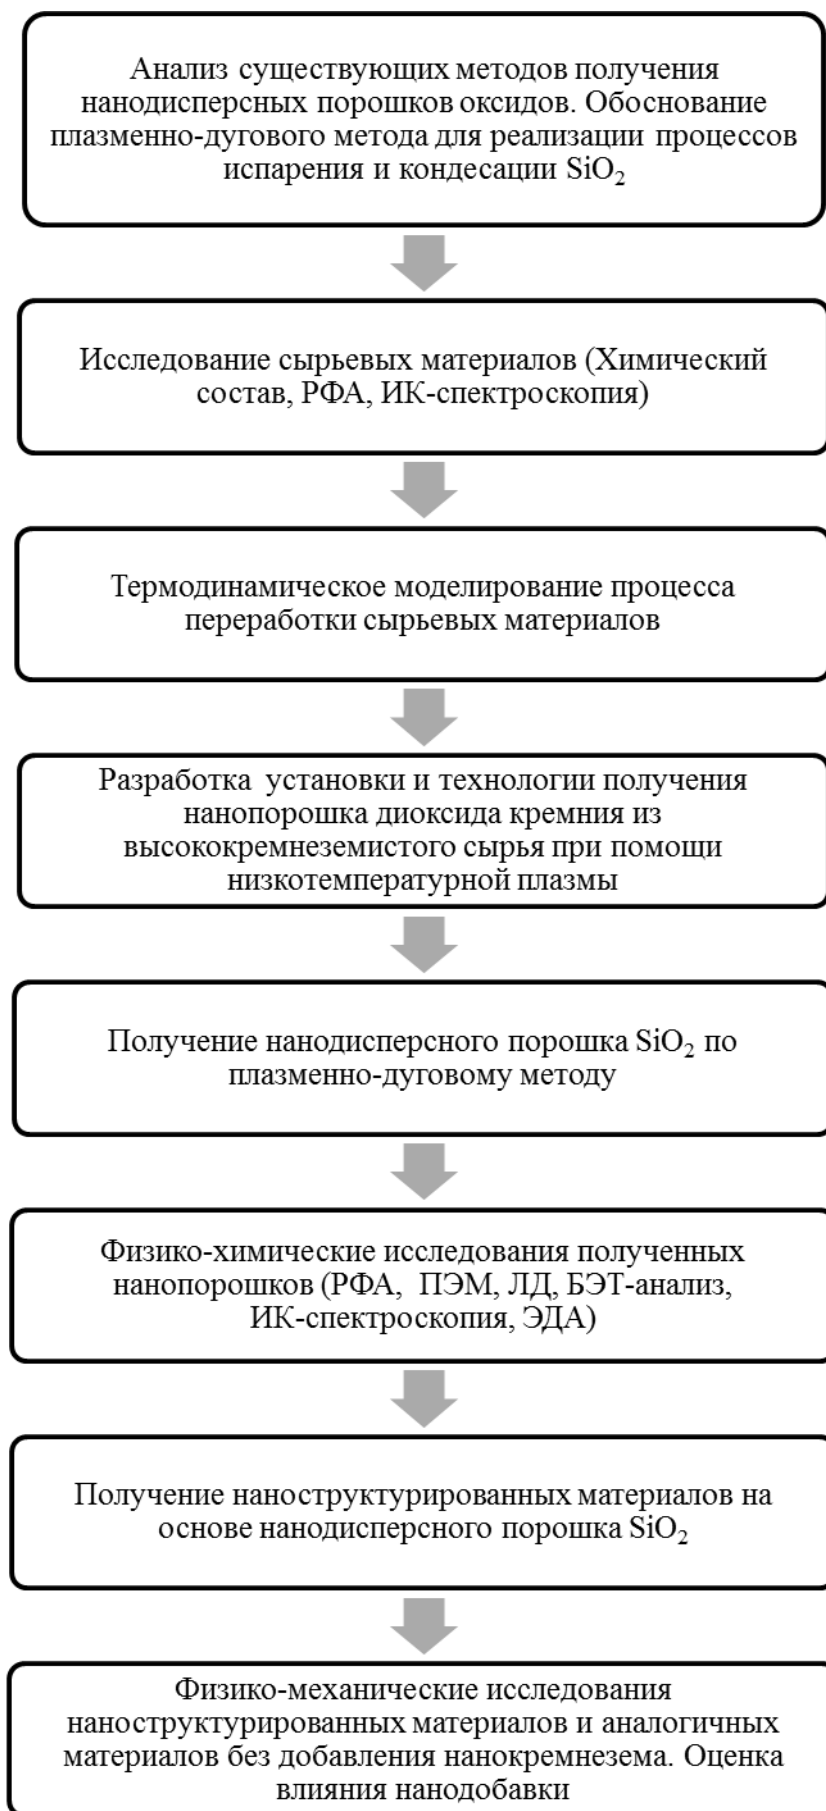 Анализ существующих методов получения
нанодисперсных порошков оксидов. Обоснование
плазменно-дугового метода для реализации процессов
испарения и кондесации SiO₂
Исследование сырьевых материалов (Химический
состав, РФА, ИК-спектроскопия)
Термодинамическое моделирование процесса
переработки сырьевых материалов
Разработка установки и технологии получения
нанопорошка диоксида кремния из
высококремнеземистого сырья при помощи
низкотемпературной плазмы
Получение нанодисперсного порошка SiO₂ по
плазменно-дуговому методу
Физико-химические исследования полученных
нанопорошков (РФА, ПЭМ, ЛД, БЭТ-анализ,
ИК-спектроскопия, ЭДА)
Получение наноструктурированных материалов на
основе нанодисперсного порошка SiO₂
Физико-механические исследования
наноструктурированных материалов и аналогичных
материалов без добавления нанокремнезема. Оценка
влияния нанодобавки